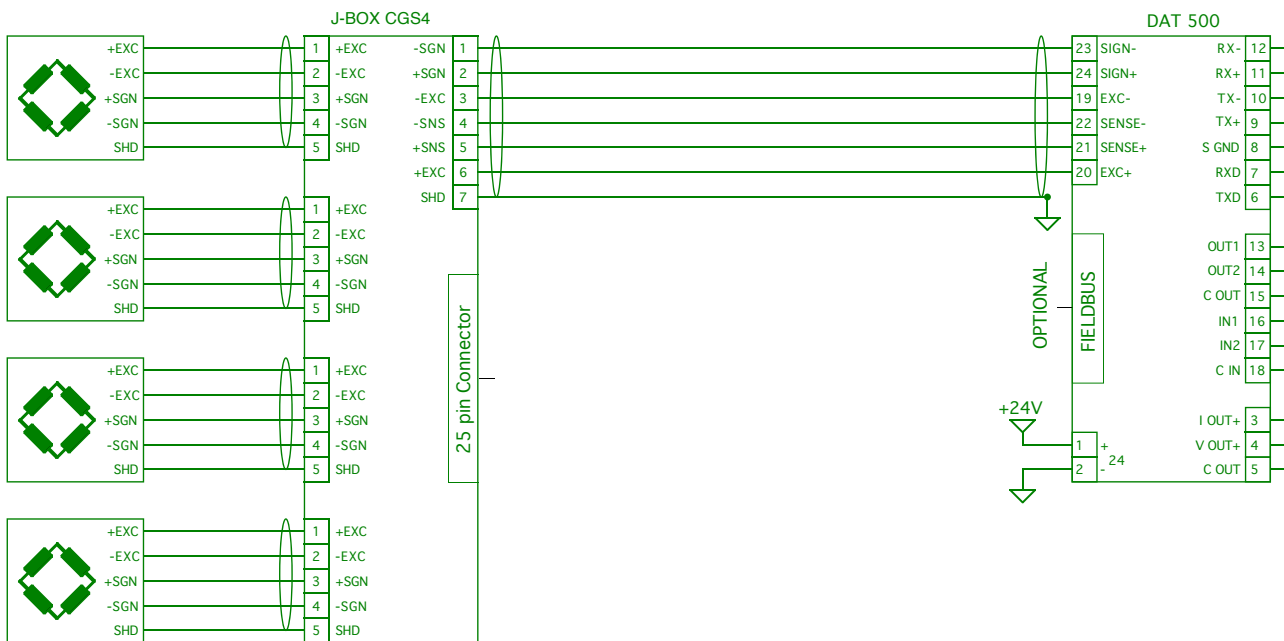 J-BOX CGS4
DAT 500
+EXC 1 +EXC -SGN 1 23 SIGN- RX- 12
-EXC 2 -EXC +SGN 2 24 SIGN+ RX+ 11
+SGN 3 +SGN -EXC 3 19 EXC- TX- 10
-SGN 4 -SGN -SNS 4 22 SENSE- TX+ 9
SHD 5 SHD +SNS 5 21 SENSE+ S GND 8
+EXC 6 20 EXC+ RXD 7
SHD 7 TXD 6
+EXC 1 +EXC
-EXC 2 -EXC
+SGN 3 +SGN
-SGN 4 -SGN
SHD 5 SHD
25 pin Connector
OPTIONAL
FIELDBUS
OUT1 13
OUT2 14
C OUT 15
IN1 16
IN2 17
C IN 18
+EXC 1 +EXC
-EXC 2 -EXC
+SGN 3 +SGN
-SGN 4 -SGN
SHD 5 SHD
+24V
1 +
2 - 24
I OUT+ 3
V OUT+ 4
C OUT 5
+EXC 1 +EXC
-EXC 2 -EXC
+SGN 3 +SGN
-SGN 4 -SGN
SHD 5 SHD